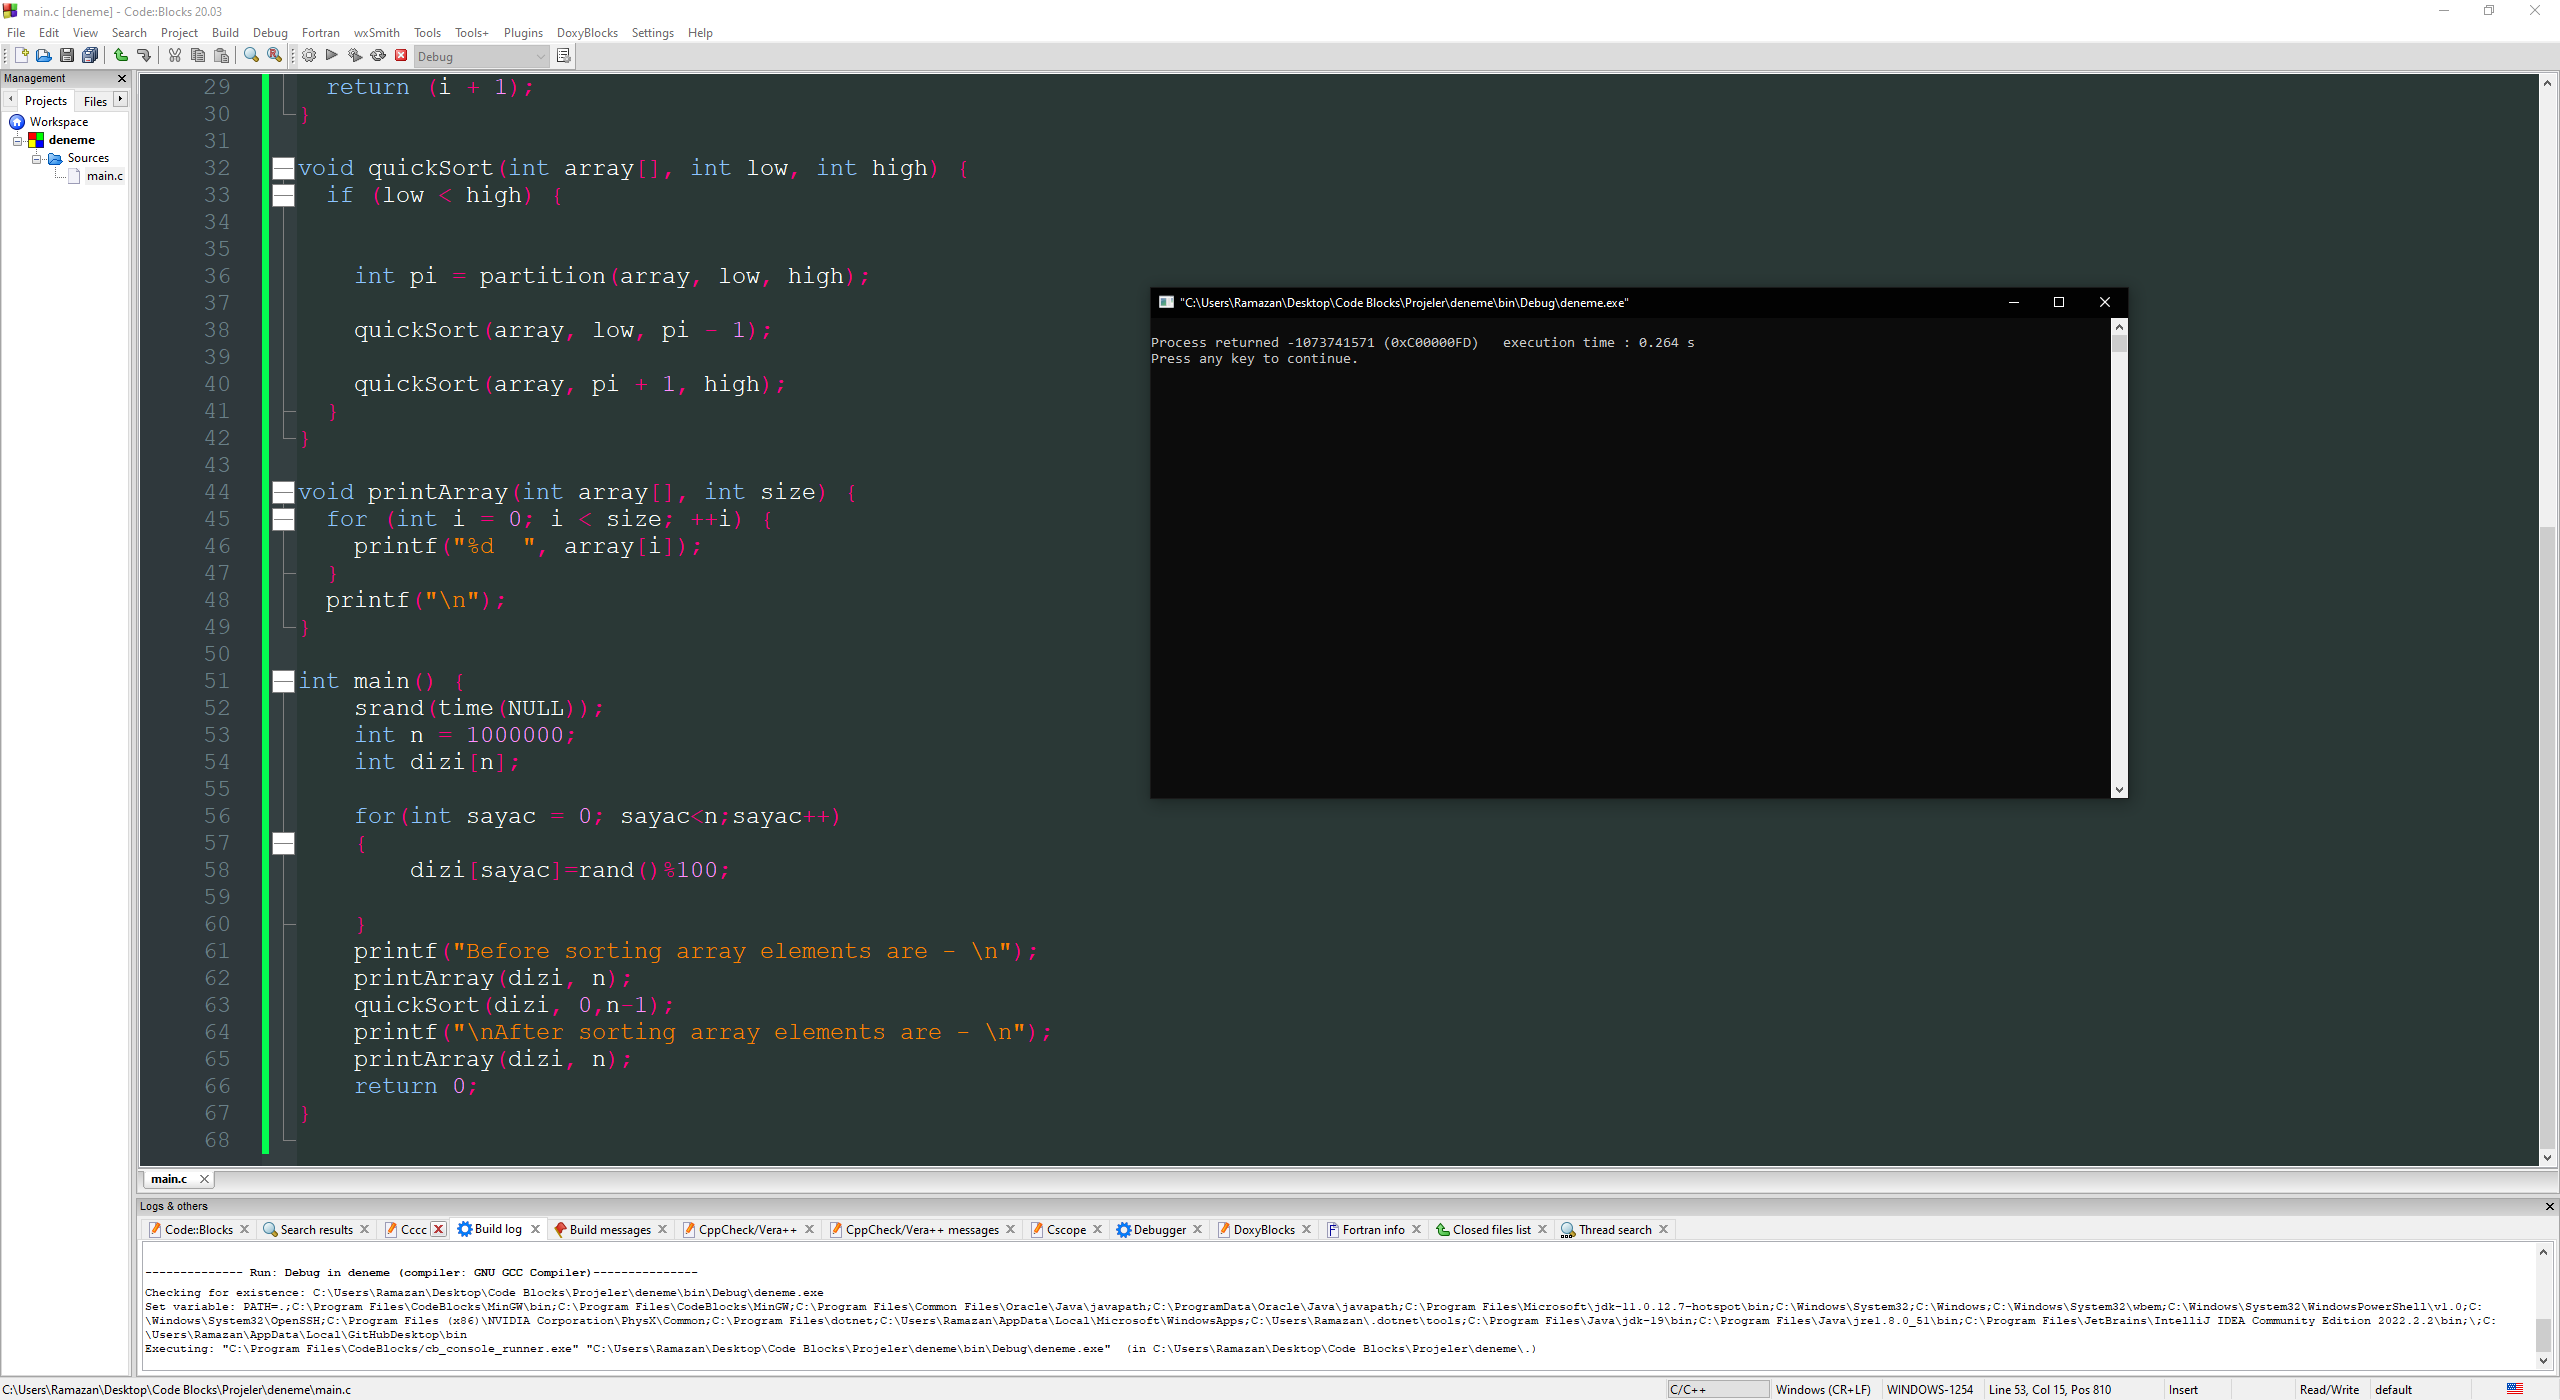 main.c [deneme] - Code::Blocks 20.03
File Edit View Search Project Build Debug Fortran wxSmith Tools Tools+ Plugins DoxyBlocks Settings Help
Debug
Management
Projects Files
Workspace
deneme
Sources
main.c
29 return (i + 1);
30 }
31
32 void quickSort(int array[], int low, int high) {
33 if (low < high) {
34
35
36 int pi = partition(array, low, high);
37
38 quickSort(array, low, pi - 1);
39
40 quickSort(array, pi + 1, high);
41 }
42 }
43
44 void printArray(int array[], int size) {
45 for (int i = 0; i < size; ++i) {
46 printf("%d  ", array[i]);
47 }
48 printf("\n");
49 }
50
51 int main() {
52 srand(time(NULL));
53 int n = 1000000;
54 int dizi[n];
55
56 for(int sayac = 0; sayac<n;sayac++)
57 {
58 dizi[sayac]=rand()%100;
59
60 }
61 printf("Before sorting array elements are - \n");
62 printArray(dizi, n);
63 quickSort(dizi, 0,n-1);
64 printf("\nAfter sorting array elements are - \n");
65 printArray(dizi, n);
66 return 0;
67 }
68
"C:\Users\Ramazan\Desktop\Code Blocks\Projeler\deneme\bin\Debug\deneme.exe"
Process returned -1073741571 (0xC00000FD)   execution time : 0.264 s
Press any key to continue.
main.c
Logs & others
Code::Blocks Search results Cccc Build log Build messages CppCheck/Vera++ CppCheck/Vera++ messages Cscope Debugger DoxyBlocks Fortran info Closed files list Thread search
-------------- Run: Debug in deneme (compiler: GNU GCC Compiler)---------------
Checking for existence: C:\Users\Ramazan\Desktop\Code Blocks\Projeler\deneme\bin\Debug\deneme.exe
Set variable: PATH=.;C:\Program Files\CodeBlocks\MinGW\bin;C:\Program Files\CodeBlocks\MinGW;C:\Program Files\Common Files\Oracle\Java\javapath;C:\ProgramData\Oracle\Java\javapath;C:\Program Files\Microsoft\jdk-11.0.12.7-hotspot\bin;C:\Windows\System32;C:\Windows;C:\Windows\System32\wbem;C:\Windows\System32\WindowsPowerShell\v1.0;C:
\Windows\System32\OpenSSH;C:\Program Files (x86)\NVIDIA Corporation\PhysX\Common;C:\Program Files\dotnet;C:\Users\Ramazan\AppData\Local\Microsoft\WindowsApps;C:\Users\Ramazan\.dotnet\tools;C:\Program Files\Java\jdk-19\bin;C:\Program Files\Java\jre1.8.0_51\bin;C:\Program Files\JetBrains\IntelliJ IDEA Community Edition 2022.2.2\bin;\;C:
\Users\Ramazan\AppData\Local\GitHubDesktop\bin
Executing: "C:\Program Files\CodeBlocks/cb_console_runner.exe" "C:\Users\Ramazan\Desktop\Code Blocks\Projeler\deneme\bin\Debug\deneme.exe"  (in C:\Users\Ramazan\Desktop\Code Blocks\Projeler\deneme\.)
C:\Users\Ramazan\Desktop\Code Blocks\Projeler\deneme\main.c C/C++ Windows (CR+LF) WINDOWS-1254 Line 53, Col 15, Pos 810 Insert Read/Write default